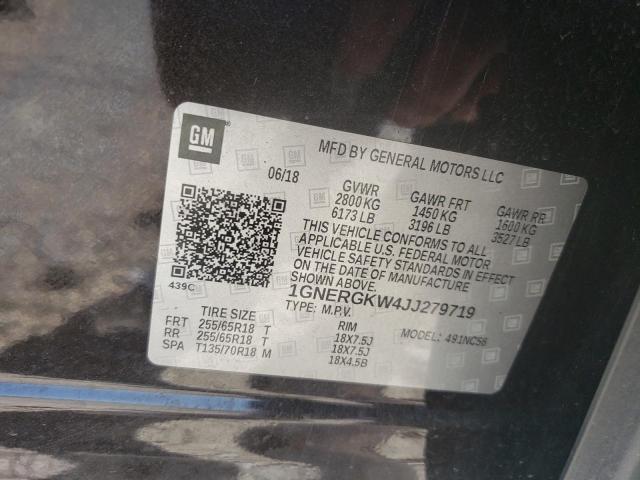 GM
MFD BY GENERAL MOTORS LLC
06/18
GVWR GAWR FRT GAWR RR
2800 KG 1450 KG 1600 KG
6173 LB 3196 LB 3527 LB
THIS VEHICLE CONFORMS TO ALL
APPLICABLE U.S. FEDERAL MOTOR
VEHICLE SAFETY STANDARDS IN EFFECT
ON THE DATE OF MANUFACTURE
SHOWN ABOVE.
439C
1GNERGKW4JJ279719
TYPE: M.P.V. MODEL: 491NC56
TIRE SIZE RIM
FRT 255/65R18 T 18X7.5J
RR 255/65R18 T 18X7.5J
SPA T135/70R18 M 18X4.5B